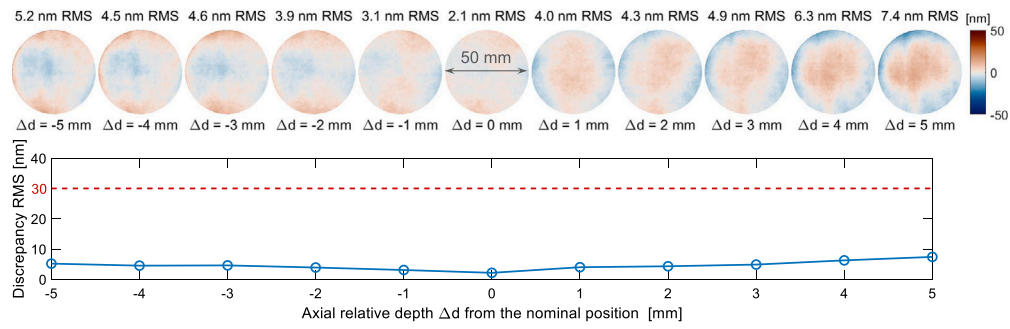 5.2 nm RMS 4.5 nm RMS 4.6 nm RMS 3.9 nm RMS 3.1 nm RMS 2.1 nm RMS 4.0 nm RMS 4.3 nm RMS 4.9 nm RMS 6.3 nm RMS 7.4 nm RMS [nm]
50
50 mm
0
-50
Δd = -5 mm Δd = -4 mm Δd = -3 mm Δd = -2 mm Δd = -1 mm Δd = 0 mm Δd = 1 mm Δd = 2 mm Δd = 3 mm Δd = 4 mm Δd = 5 mm
Discrepancy RMS [nm]
40
30
20
10
0
-5 -4 -3 -2 -1 0 1 2 3 4 5
Axial relative depth Δd from the nominal position [mm]